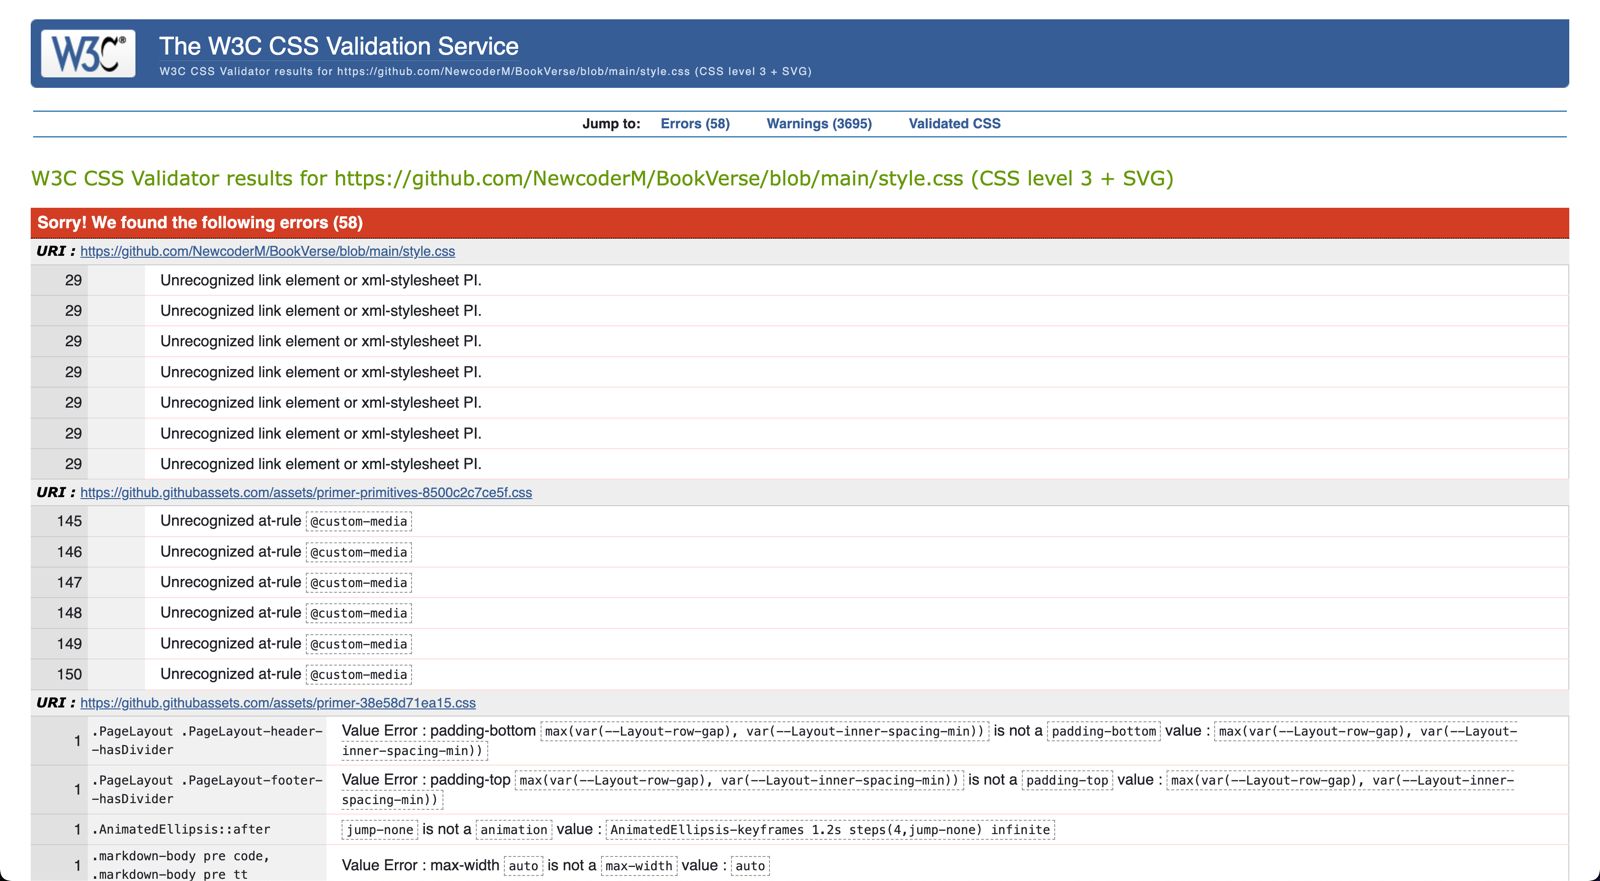 W3C®
The W3C CSS Validation Service
W3C CSS Validator results for https://github.com/NewcoderM/BookVerse/blob/main/style.css (CSS level 3 + SVG)
Jump to: Errors (58) Warnings (3695) Validated CSS
W3C CSS Validator results for https://github.com/NewcoderM/BookVerse/blob/main/style.css (CSS level 3 + SVG)
Sorry! We found the following errors (58)
URI : https://github.com/NewcoderM/BookVerse/blob/main/style.css
29 Unrecognized link element or xml-stylesheet PI.
29 Unrecognized link element or xml-stylesheet PI.
29 Unrecognized link element or xml-stylesheet PI.
29 Unrecognized link element or xml-stylesheet PI.
29 Unrecognized link element or xml-stylesheet PI.
29 Unrecognized link element or xml-stylesheet PI.
29 Unrecognized link element or xml-stylesheet PI.
URI : https://github.githubassets.com/assets/primer-primitives-8500c2c7ce5f.css
145 Unrecognized at-rule @custom-media
146 Unrecognized at-rule @custom-media
147 Unrecognized at-rule @custom-media
148 Unrecognized at-rule @custom-media
149 Unrecognized at-rule @custom-media
150 Unrecognized at-rule @custom-media
URI : https://github.githubassets.com/assets/primer-38e58d71ea15.css
1 .PageLayout .PageLayout-header-
-hasDivider
Value Error : padding-bottom max(var(--Layout-row-gap), var(--Layout-inner-spacing-min)) is not a padding-bottom value : max(var(--Layout-row-gap), var(--Layout-
inner-spacing-min))
1 .PageLayout .PageLayout-footer-
-hasDivider
Value Error : padding-top max(var(--Layout-row-gap), var(--Layout-inner-spacing-min)) is not a padding-top value : max(var(--Layout-row-gap), var(--Layout-inner-
spacing-min))
1 .AnimatedEllipsis::after jump-none is not a animation value : AnimatedEllipsis-keyframes 1.2s steps(4,jump-none) infinite
1 .markdown-body pre code,
.markdown-body pre tt
Value Error : max-width auto is not a max-width value : auto